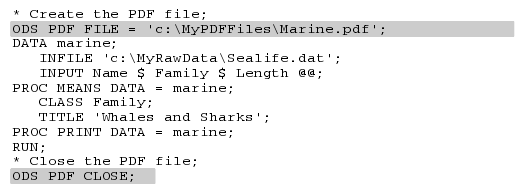 * Create the PDF file;
ODS PDF FILE = 'c:\MyPDFFiles\Marine.pdf';
DATA marine;
   INFILE 'c:\MyRawData\Sealife.dat';
   INPUT Name $ Family $ Length @@;
PROC MEANS DATA = marine;
   CLASS Family;
   TITLE 'Whales and Sharks';
PROC PRINT DATA = marine;
RUN;
* Close the PDF file;
ODS PDF CLOSE;